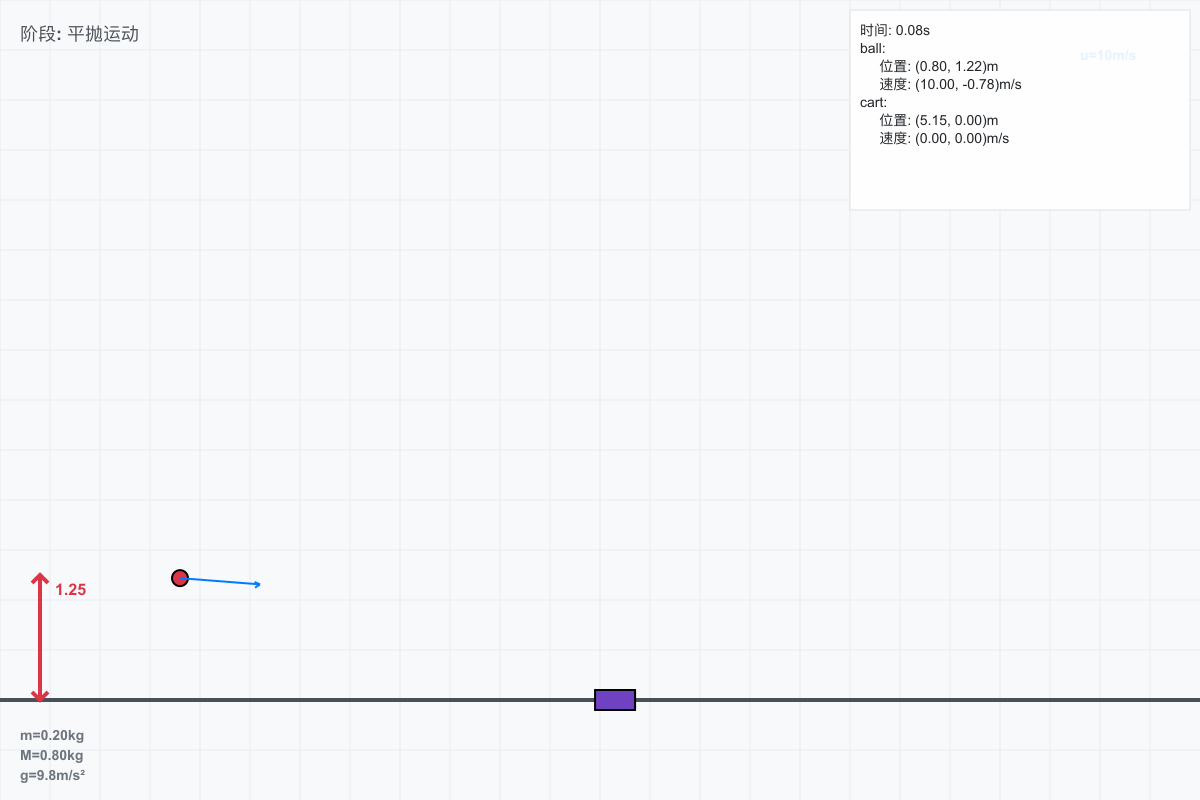 阶段: 平抛运动
时间: 0.08s
u=10m/s
ball:
位置: (0.80, 1.22)m
速度: (10.00, -0.78)m/s
cart:
位置: (5.15, 0.00)m
速度: (0.00, 0.00)m/s
1.25
m=0.20kg
M=0.80kg
g=9.8m/s²